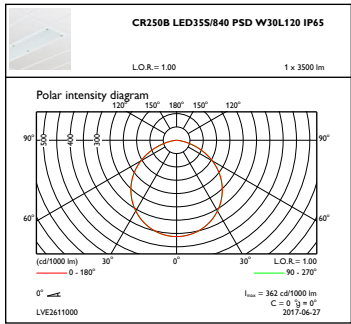 CR250B LED35S/840 PSD W30L120 IP65
L.O.R.= 1.00 1 x 3500 lm
Polar intensity diagram
120° 150° 180° 150° 120°
90° 500 400 300 90°
60° 60°
(cd/1000 lm) 30° 0° 30° L.O.R.= 1.00
0 - 180° 90 - 270°
0° Imax = 362 cd/1000 lm
C = 0 °g = 0°
LVE2611000 2017-06-27